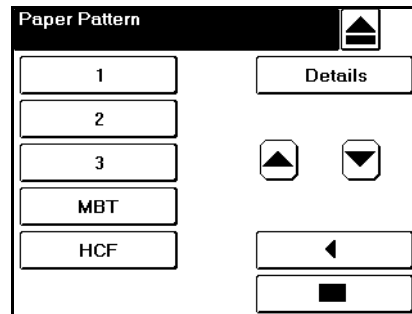 Paper Pattern
1
Details
2
3
MBT
HCF